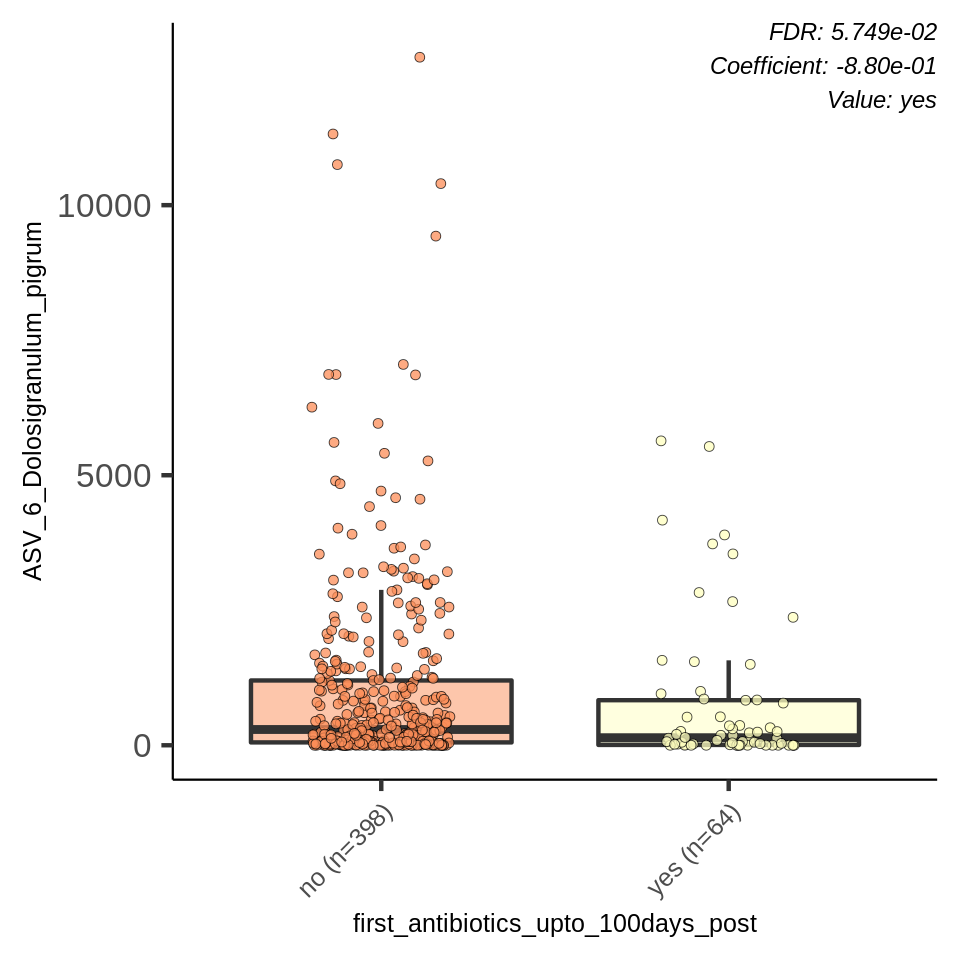 FDR: 5.749e-02
Coefficient: -8.80e-01
Value: yes
10000
5000
0
ASV_6_Dolosigranulum_pigrum
no (n=398)
yes (n=64)
first_antibiotics_upto_100days_post